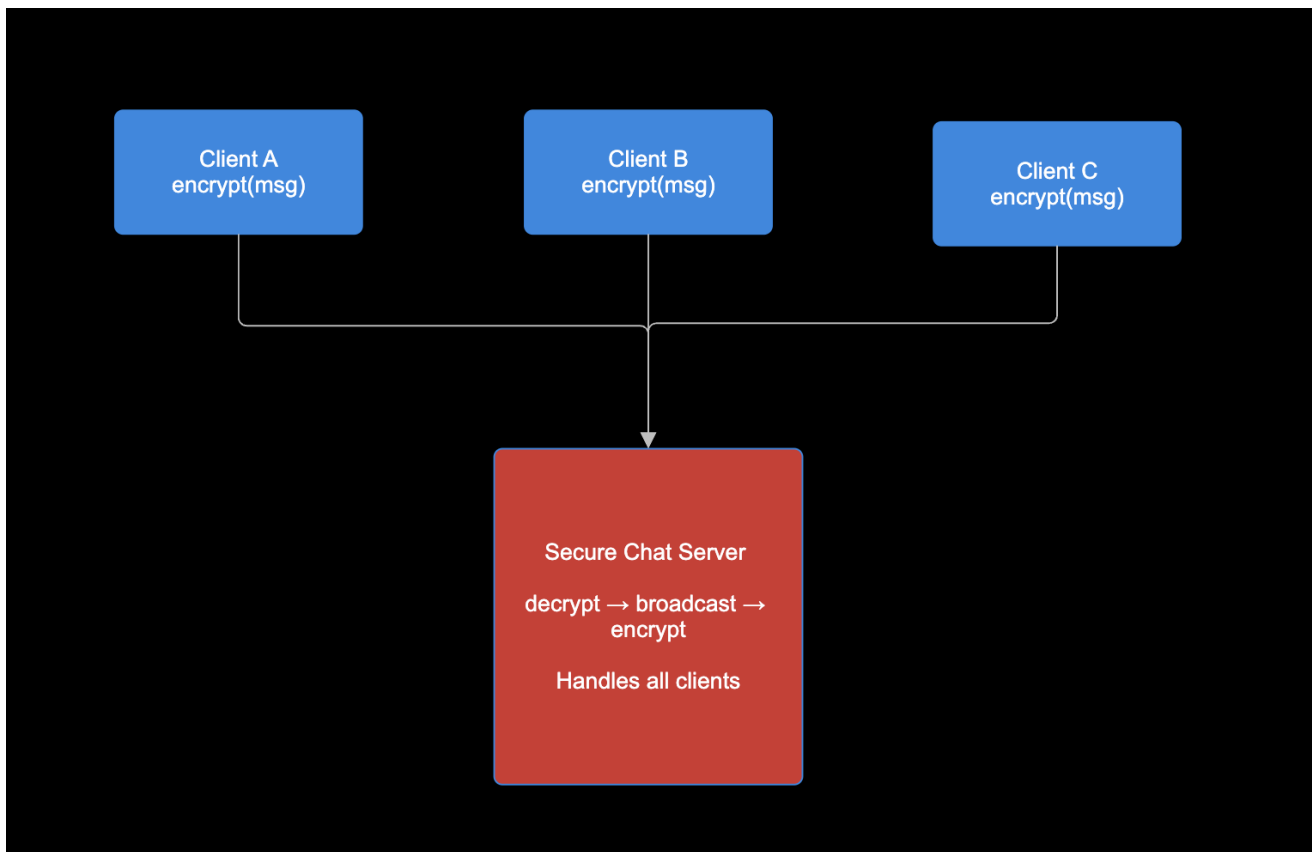 Client A
encrypt(msg)
Client B
encrypt(msg)
Client C
encrypt(msg)
Secure Chat Server
decrypt → broadcast →
encrypt
Handles all clients